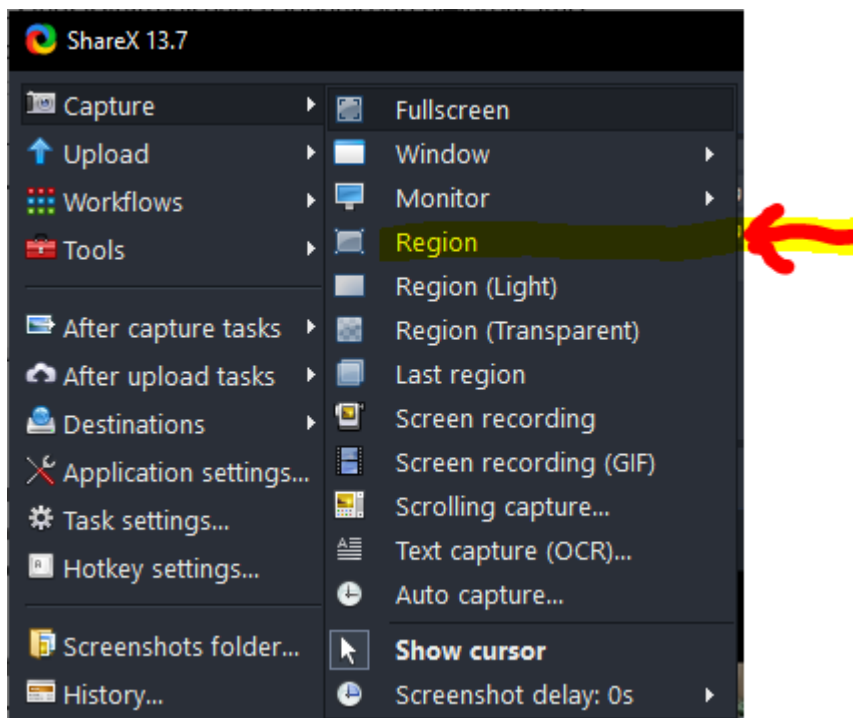 ShareX 13.7
Capture
Upload
Workflows
Tools
After capture tasks
After upload tasks
Destinations
Application settings...
Task settings...
Hotkey settings...
Screenshots folder...
History...
Fullscreen
Window
Monitor
Region
Region (Light)
Region (Transparent)
Last region
Screen recording
Screen recording (GIF)
Scrolling capture...
Text capture (OCR)...
Auto capture...
Show cursor
Screenshot delay: 0s